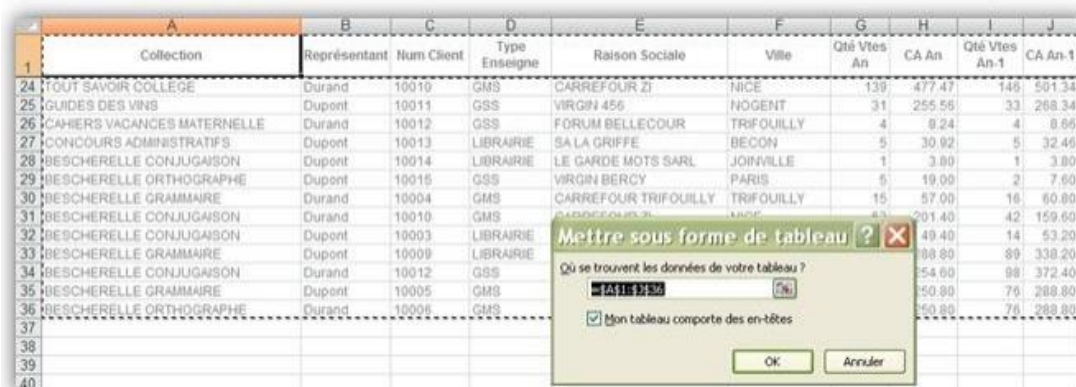 A B C D E F G H I J
1 Collection Représentant Num Client Type Enseigne Raison Sociale Ville Qté Vtes An CA An Qté Vtes An-1 CA An-1
24 TOUT SAVOIR COLLEGE Durand 10010 GMS CARREFOUR ZI NICE 139 477.47 146 501.34
25 GUIDES DES VINS Dupont 10011 GSS VIRGIN 456 NOGENT 31 255.56 33 268.34
26 CAHIERS VACANCES MATERNELLE Durand 10012 GSS FORUM BELLECOUR TRIFOUILLY 4 8.24 4 8.66
27 CONCOURS ADMINISTRATIFS Dupont 10013 LIBRAIRIE SA LA GRIFFE BECON 5 30.92 5 32.46
28 BESCHERELLE CONJUGAISON Dupont 10014 LIBRAIRIE LE GARDE MOTS SARL JOINVILLE 1 3.80 1 3.80
29 BESCHERELLE ORTHOGRAPHE Dupont 10015 GSS VIRGIN BERCY PARIS 5 19.00 2 7.60
30 BESCHERELLE GRAMMAIRE Durand 10004 GMS CARREFOUR TRIFOUILLY TRIFOUILLY 15 57.00 16 60.80
31 BESCHERELLE CONJUGAISON Durand 10010 GMS 201.40 42 159.60
32 BESCHERELLE CONJUGAISON Dupont 10003 LIBRAIRIE 49.40 14 53.20
33 BESCHERELLE GRAMMAIRE Dupont 10009 LIBRAIRIE 88.80 89 338.20
34 BESCHERELLE CONJUGAISON Durand 10012 GSS 254.60 98 372.40
35 BESCHERELLE GRAMMAIRE Dupont 10005 GMS 250.80 76 288.80
36 BESCHERELLE ORTHOGRAPHE Durand 10006 GMS 250.80 76 288.80
37
38
39
40
Mettre sous forme de tableau
Où se trouvent les données de votre tableau ?
=$A$1:$J$36
Mon tableau comporte des en-têtes
OK Annuler